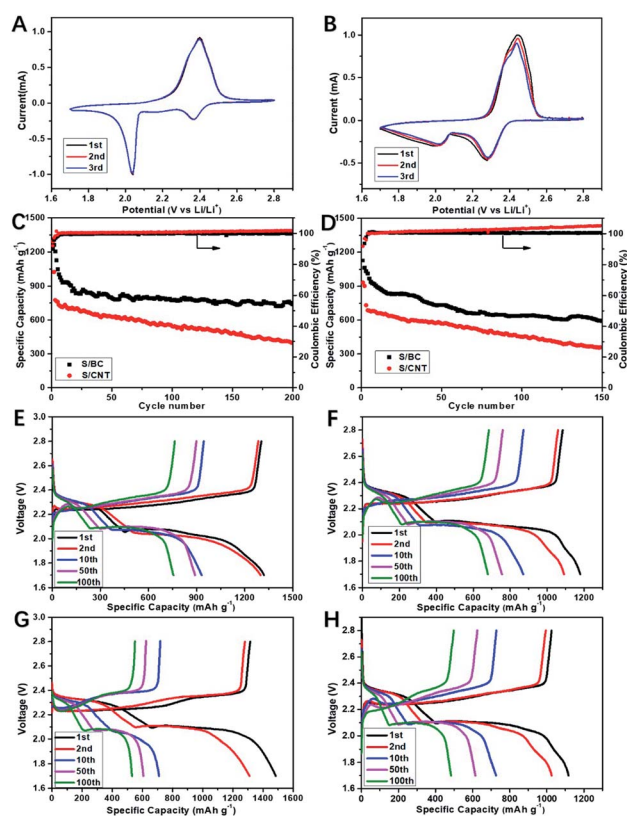 A
1.0
0.5
0.0
-0.5
-1.0
Current(mA)
1st
2nd
3rd
1.6 1.8 2.0 2.2 2.4 2.6 2.8
Potential (V vs Li/Li+)
B
1.0
0.5
0.0
-0.5
Current(mA)
1st
2nd
3rd
1.6 1.8 2.0 2.2 2.4 2.6 2.8
Potential (V vs Li/Li+)
C
1500
1200
900
600
300
0
Specific Capacity (mAh g-1)
S/BC
S/CNT
0 50 100 150 200
Cycle number
100
80
60
40
20
0
Coulombic Efficiency (%)
D
1500
1200
900
600
300
0
Specific Capacity (mAh g-1)
S/BC
S/CNT
0 50 100 150
Cycle number
100
80
60
40
20
0
Coulombic Efficiency (%)
E
3.0
2.8
2.6
2.4
2.2
2.0
1.8
1.6
Voltage (V)
1st
2nd
10th
50th
100th
0 300 600 900 1200 1500
Specific Capacity (mAh g-1)
F
3.0
2.8
2.6
2.4
2.2
2.0
1.8
1.6
Voltage (V)
1st
2nd
10th
50th
100th
0 200 400 600 800 1000 1200
Specific Capacity (mAh g-1)
G
3.0
2.8
2.6
2.4
2.2
2.0
1.8
1.6
Voltage (V)
1st
2nd
10th
50th
100th
0 200 400 600 800 1000 1200 1400 1600
Specific Capacity (mAh g-1)
H
2.8
2.6
2.4
2.2
2.0
1.8
1.6
Voltage (V)
1st
2nd
10th
50th
100th
0 200 400 600 800 1000 1200
Specific Capacity (mAh g-1)